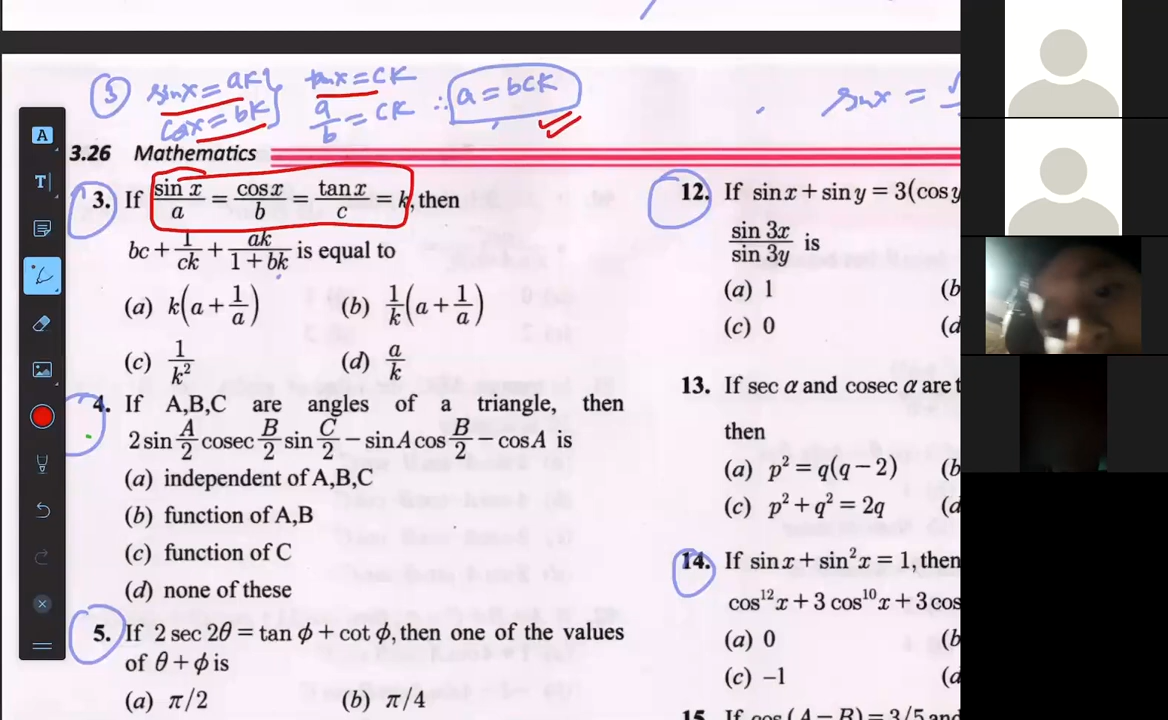 ③ sinx = ak} tanx = ck ∴ a = bck
cosx = bk} a/b = ck
sinx =
3.26 Mathematics
3. If sin x/a = cos x/b = tan x/c = k, then
bc + 1/ck + ak/(1 + bk) is equal to
(a) k(a + 1/a) (b) 1/k(a + 1/a)
(c) 1/k² (d) a/k
4. If A,B,C are angles of a triangle, then
2 sin A/2 cosec B/2 sin C/2 − sin A cos B/2 − cos A is
(a) independent of A,B,C
(b) function of A,B
(c) function of C
(d) none of these
5. If 2 sec 2θ = tan ϕ + cot ϕ, then one of the values
of θ + ϕ is
(a) π/2 (b) π/4
12. If sin x + sin y = 3(cos y
sin 3x/sin 3y is
(a) 1 (b
(c) 0 (d
13. If sec α and cosec α are t
then
(a) p² = q(q − 2) (b
(c) p² + q² = 2q (d
14. If sin x + sin² x = 1, then
cos¹² x + 3 cos¹⁰ x + 3 cos
(a) 0 (b
(c) −1 (d
15. If cos (A − B) = 3/5 and
A
T